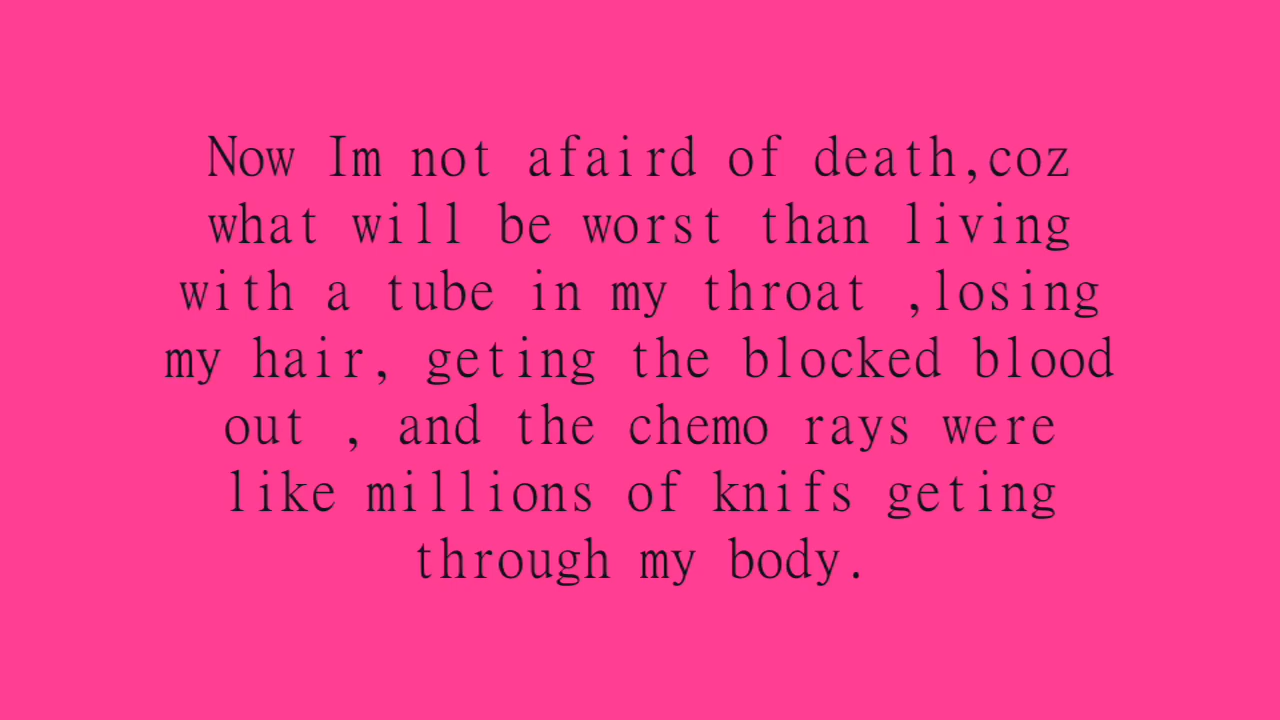 Now Im not afaird of death,coz
what will be worst than living
with a tube in my throat ,losing
my hair, geting the blocked blood
out , and the chemo rays were
like millions of knifs geting
through my body.